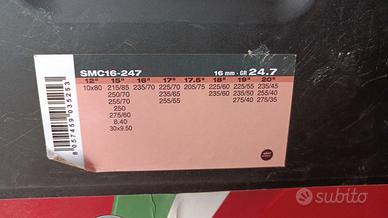 SMC16-247 16 mm - GR 24.7
12" 15" 16" 17" 17.5" 18" 19" 20"
10x80 215/85 235/70 225/70 205/75 225/60 225/55 235/45
250/70 235/65 235/60 235/50 255/40
255/70 255/55 275/40 275/35
250
275/60
8.40
30x9.50
8 057459 035253
subito